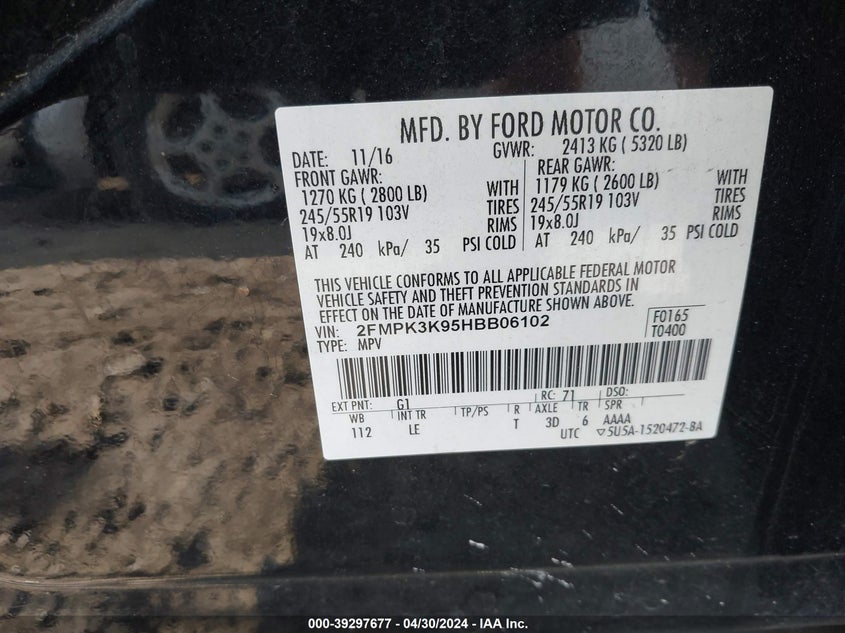 MFD. BY FORD MOTOR CO.
DATE: 11/16 GVWR: 2413 KG ( 5320 LB)
FRONT GAWR: REAR GAWR:
1270 KG ( 2800 LB) WITH 1179 KG ( 2600 LB) WITH
245/55R19 103V TIRES 245/55R19 103V TIRES
19x8.0J RIMS 19x8.0J RIMS
AT 240 kPa/ 35 PSI COLD AT 240 kPa/ 35 PSI COLD
THIS VEHICLE CONFORMS TO ALL APPLICABLE FEDERAL MOTOR
VEHICLE SAFETY AND THEFT PREVENTION STANDARDS IN
EFFECT ON THE DATE OF MANUFACTURE SHOWN ABOVE.
VIN: 2FMPK3K95HBB06102 F0165
TYPE: MPV T0400
EXT PNT: G1 RC: 71 DSO:
WB INT TR TP/PS R AXLE TR SPR
112 LE T 3D 6 AAAA
UTC ▽5U5A-1520472-BA
000-39297677 - 04/30/2024 - IAA Inc.